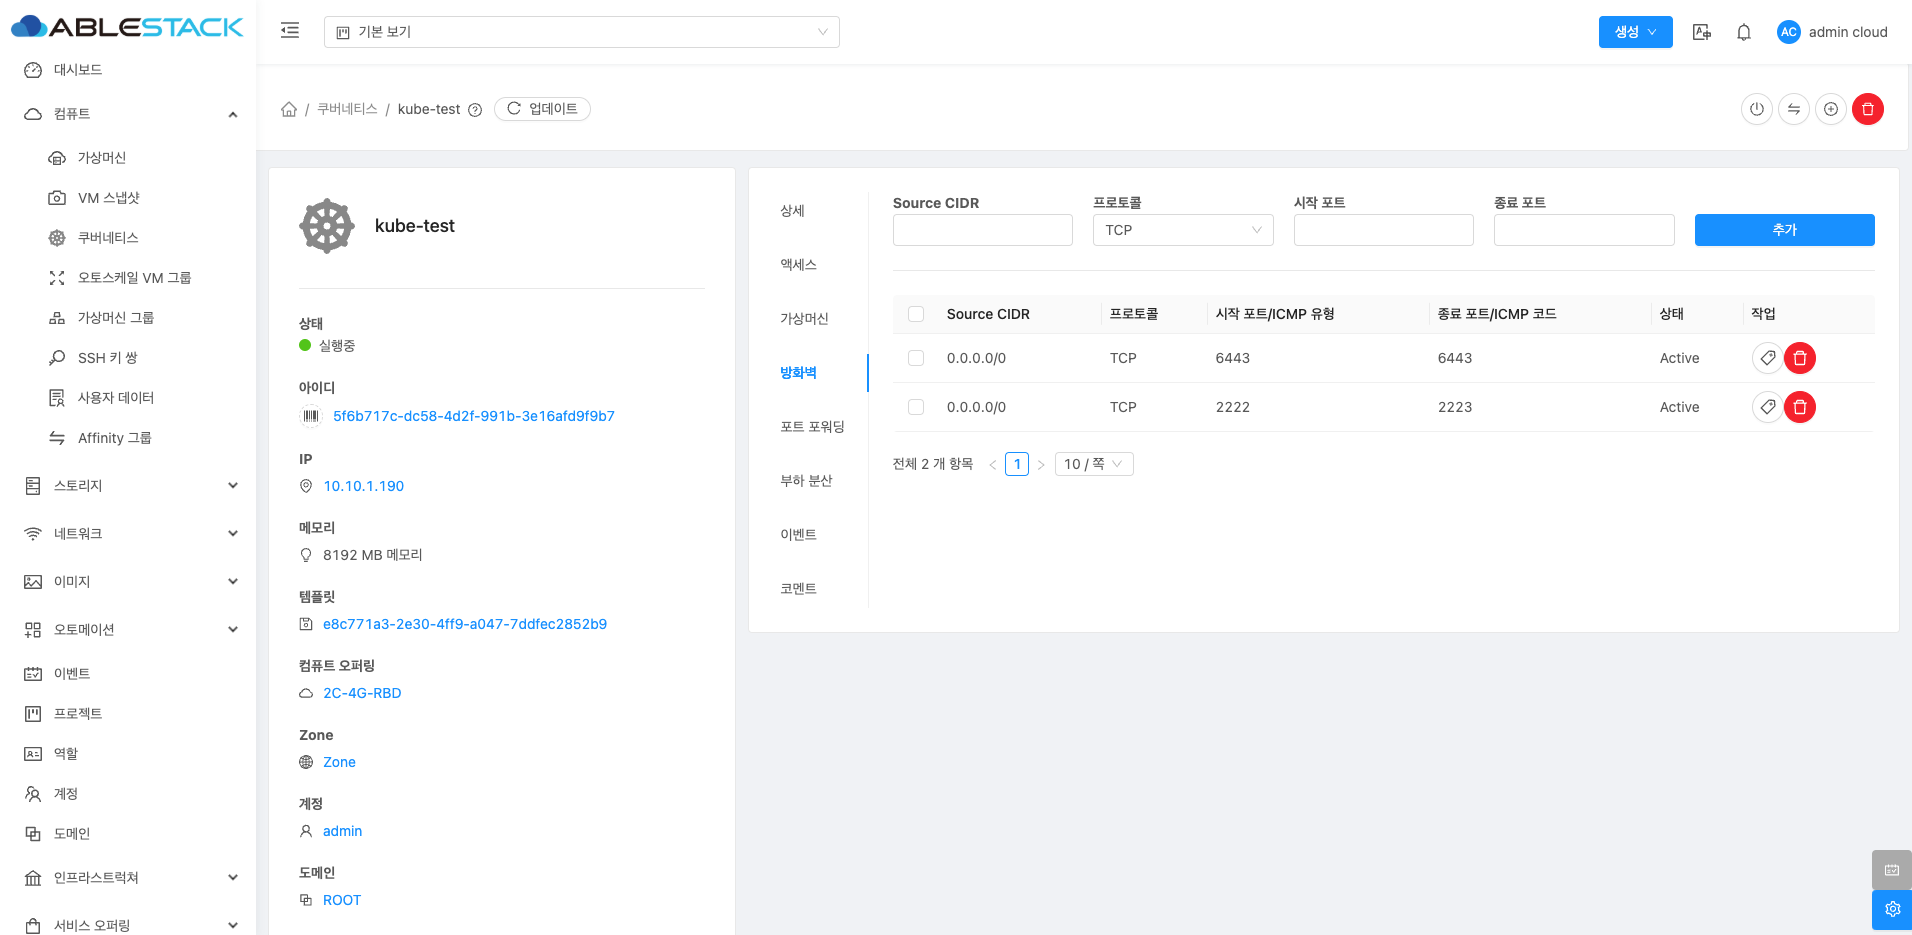 ABLESTACK
기본 보기
생성
AC
admin cloud
대시보드
컴퓨트
가상머신
VM 스냅샷
쿠버네티스
오토스케일 VM 그룹
가상머신 그룹
SSH 키 쌍
사용자 데이터
Affinity 그룹
스토리지
네트워크
이미지
오토메이션
이벤트
프로젝트
역할
계정
도메인
인프라스트럭쳐
서비스 오퍼링
/ 쿠버네티스 / kube-test
업데이트
kube-test
상태
실행중
아이디
5f6b717c-dc58-4d2f-991b-3e16afd9f9b7
IP
10.10.1.190
메모리
8192 MB 메모리
템플릿
e8c771a3-2e30-4ff9-a047-7ddfec2852b9
컴퓨트 오퍼링
2C-4G-RBD
Zone
Zone
계정
admin
도메인
ROOT
상세
액세스
가상머신
방화벽
포트 포워딩
부하 분산
이벤트
코멘트
Source CIDR 프로토콜 시작 포트 종료 포트
TCP 추가
Source CIDR 프로토콜 시작 포트/ICMP 유형 종료 포트/ICMP 코드 상태 작업
0.0.0.0/0 TCP 6443 6443 Active
0.0.0.0/0 TCP 2222 2223 Active
전체 2 개 항목 < 1 > 10 / 쪽